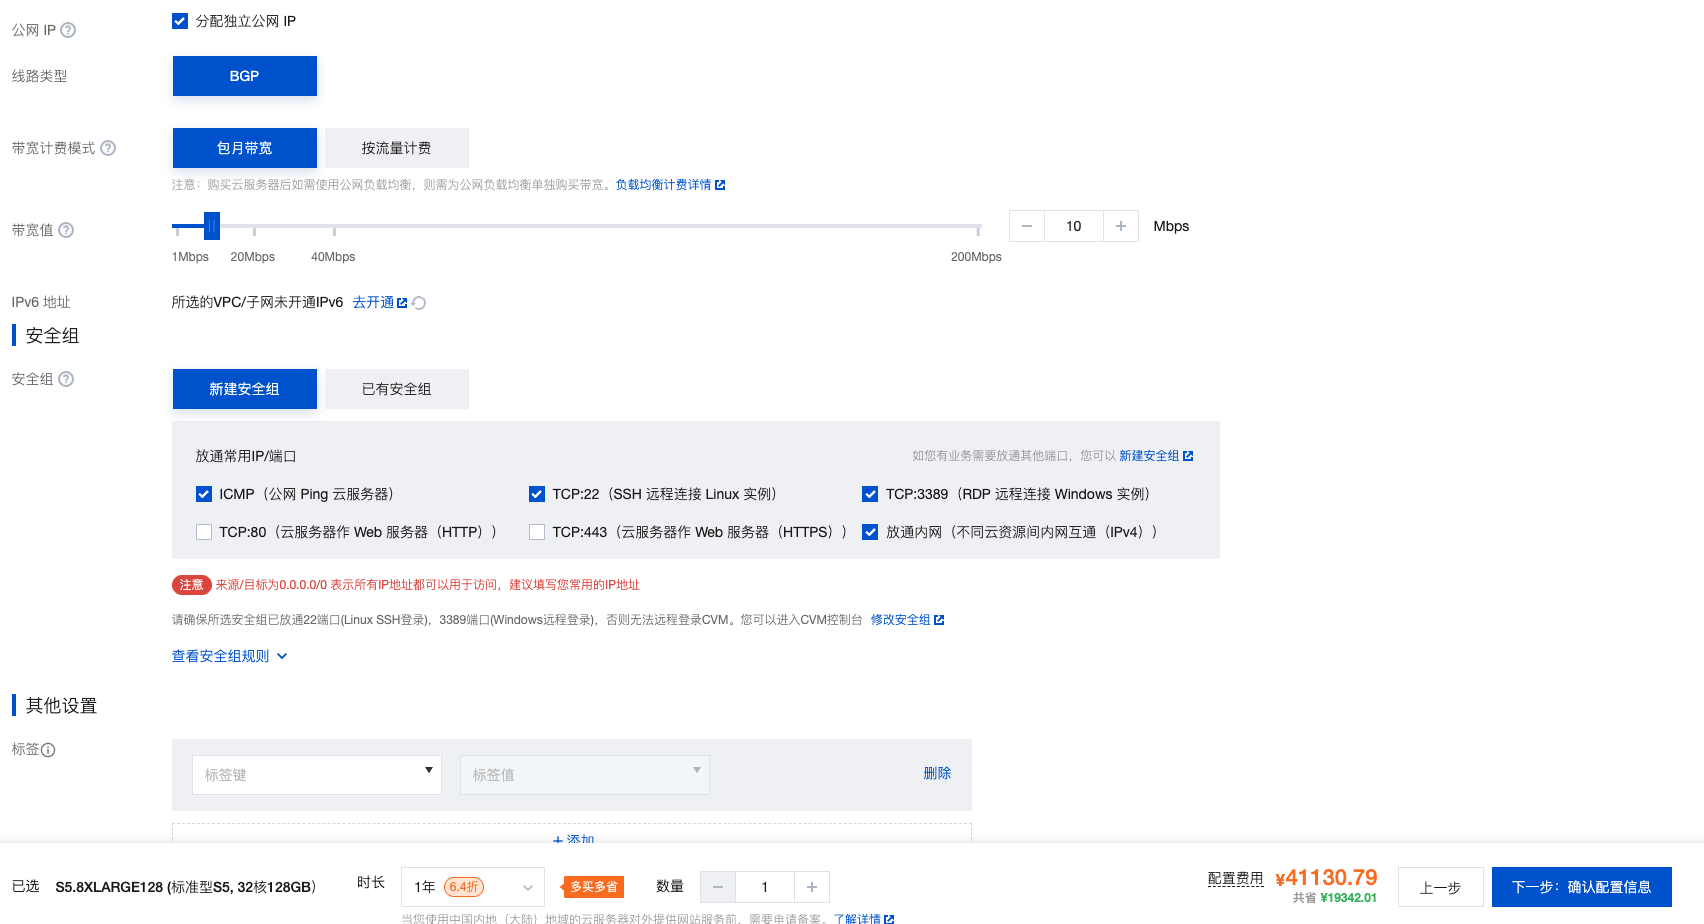 公网 IP
分配独立公网 IP
线路类型
BGP
带宽计费模式
包月带宽
按流量计费
注意：购买云服务器后如需使用公网负载均衡，则需为公网负载均衡单独购买带宽。负载均衡计费详情
带宽值
10
Mbps
1Mbps
20Mbps
40Mbps
200Mbps
IPv6 地址
所选的VPC/子网未开通IPv6 去开通
安全组
安全组
新建安全组
已有安全组
放通常用IP/端口
如您有业务需要放通其他端口，您可以 新建安全组
ICMP（公网 Ping 云服务器）
TCP:22（SSH 远程连接 Linux 实例）
TCP:3389（RDP 远程连接 Windows 实例）
TCP:80（云服务器作 Web 服务器（HTTP））
TCP:443（云服务器作 Web 服务器（HTTPS））
放通内网（不同云资源间内网互通（IPv4））
注意 来源/目标为0.0.0.0/0 表示所有IP地址都可以用于访问，建议填写您常用的IP地址
请确保所选安全组已放通22端口(Linux SSH登录)，3389端口(Windows远程登录)，否则无法远程登录CVM。您可以进入CVM控制台 修改安全组
查看安全组规则
其他设置
标签
标签键
标签值
删除
+ 添加
已选 S5.8XLARGE128 (标准型S5, 32核128GB)
时长
1年 6.4折
多买多省
数量
1
配置费用
¥41130.79
共省 ¥19342.01
上一步
下一步：确认配置信息
当您使用中国内地（大陆）地域的云服务器对外提供网站服务前，需要申请备案。了解详情